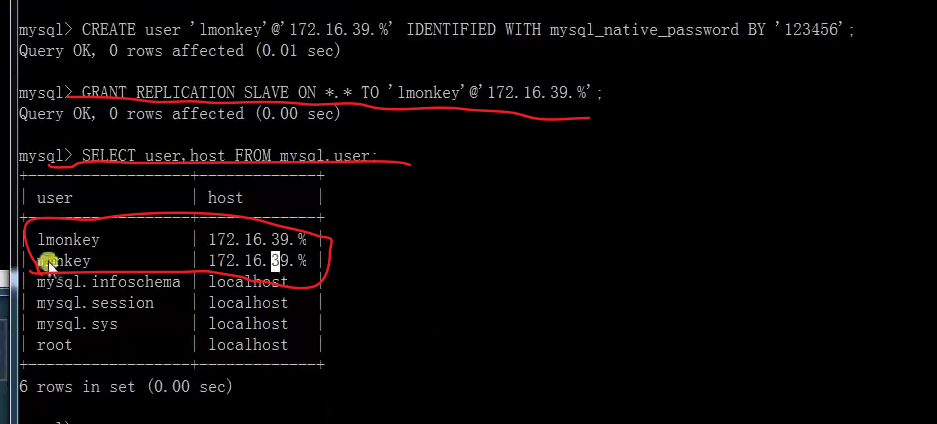 mysql> CREATE user 'lmonkey'@'172.16.39.%' IDENTIFIED WITH mysql_native_password BY '123456';
Query OK, 0 rows affected (0.01 sec)
mysql> GRANT REPLICATION SLAVE ON *.* TO 'lmonkey'@'172.16.39.%';
Query OK, 0 rows affected (0.00 sec)
mysql> SELECT user,host FROM mysql.user;
+------------------+---------------+
| user | host |
+------------------+---------------+
| lmonkey | 172.16.39.% |
| monkey | 172.16.39.% |
| mysql.infoschema | localhost |
| mysql.session | localhost |
| mysql.sys | localhost |
| root | localhost |
+------------------+---------------+
6 rows in set (0.00 sec)
mysql>